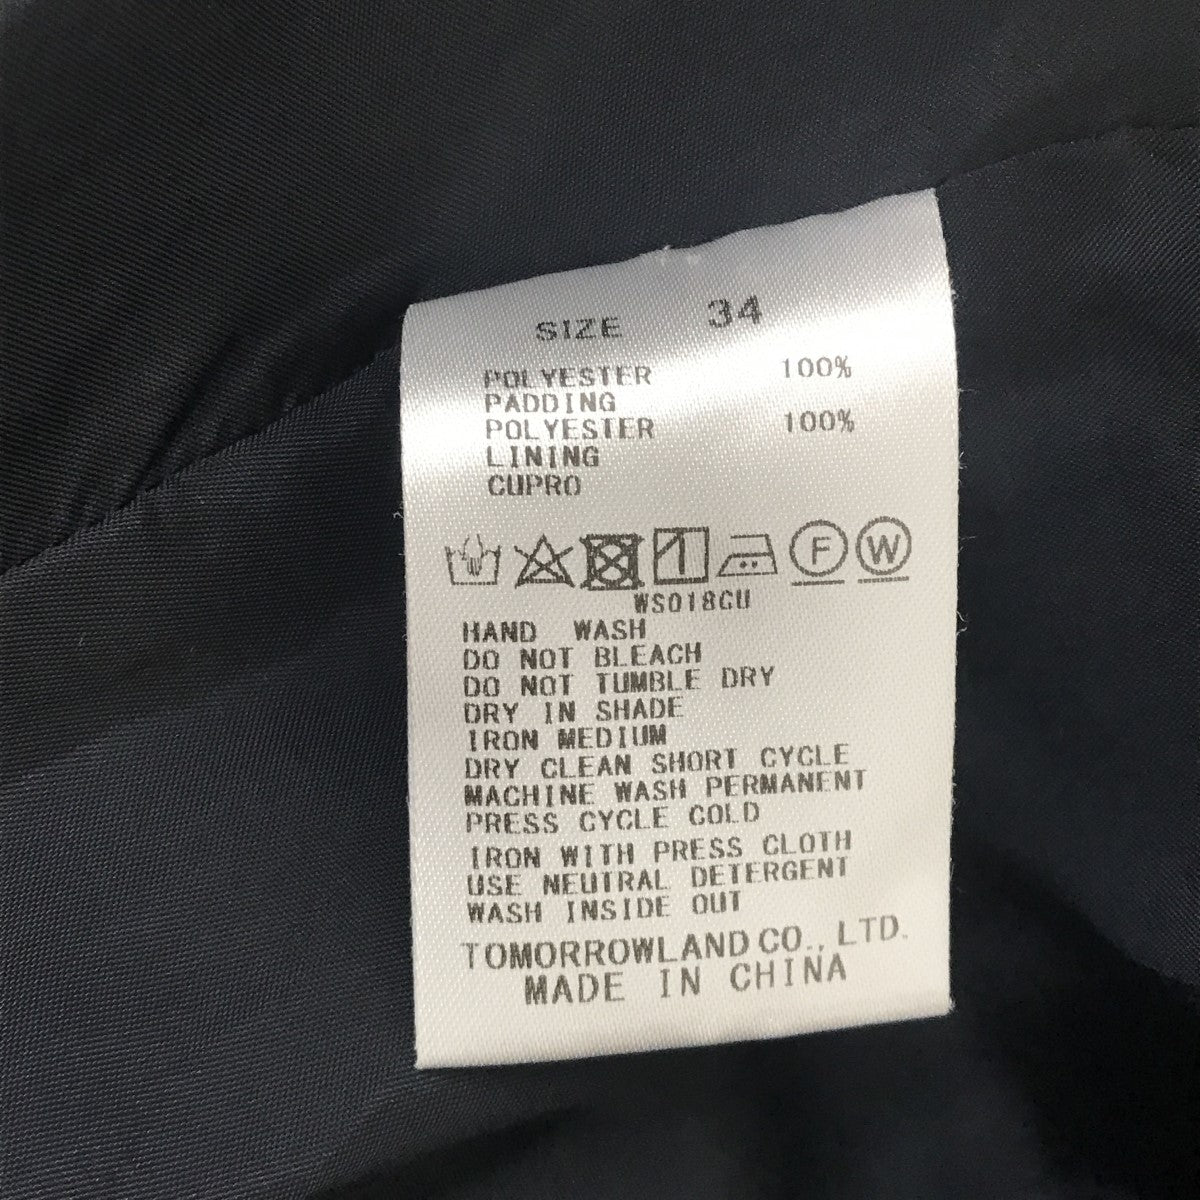 SIZE 34
POLYESTER 100%
PADDING
POLYESTER 100%
LINING
CUPRO
F W
WS018CU
HAND WASH
DO NOT BLEACH
DO NOT TUMBLE DRY
DRY IN SHADE
IRON MEDIUM
DRY CLEAN SHORT CYCLE
MACHINE WASH PERMANENT
PRESS CYCLE COLD
IRON WITH PRESS CLOTH
USE NEUTRAL DETERGENT
WASH INSIDE OUT
TOMORROWLAND CO., LTD.
MADE IN CHINA